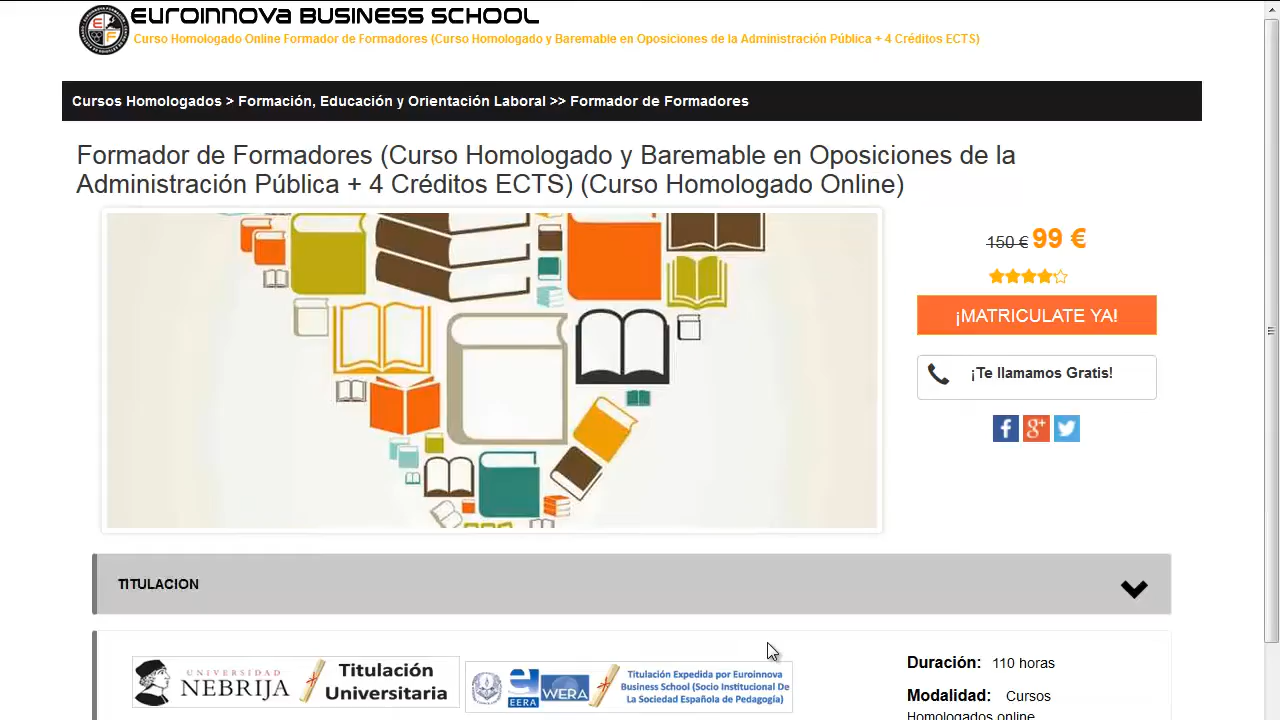 EUROINNOVA BUSINESS SCHOOL
Curso Homologado Online Formador de Formadores (Curso Homologado y Baremable en Oposiciones de la Administración Pública + 4 Créditos ECTS)
Cursos Homologados > Formación, Educación y Orientación Laboral >> Formador de Formadores
Formador de Formadores (Curso Homologado y Baremable en Oposiciones de la
Administración Pública + 4 Créditos ECTS) (Curso Homologado Online)
150 € 99 €
¡MATRICULATE YA!
¡Te llamamos Gratis!
TITULACION
UNIVERSIDAD
NEBRIJA
Titulación
Universitaria
EERA
WERA
Titulación Expedida por Euroinnova
Business School (Socio Institucional De
La Sociedad Española de Pedagogía)
Duración: 110 horas
Modalidad: Cursos
Homologados online